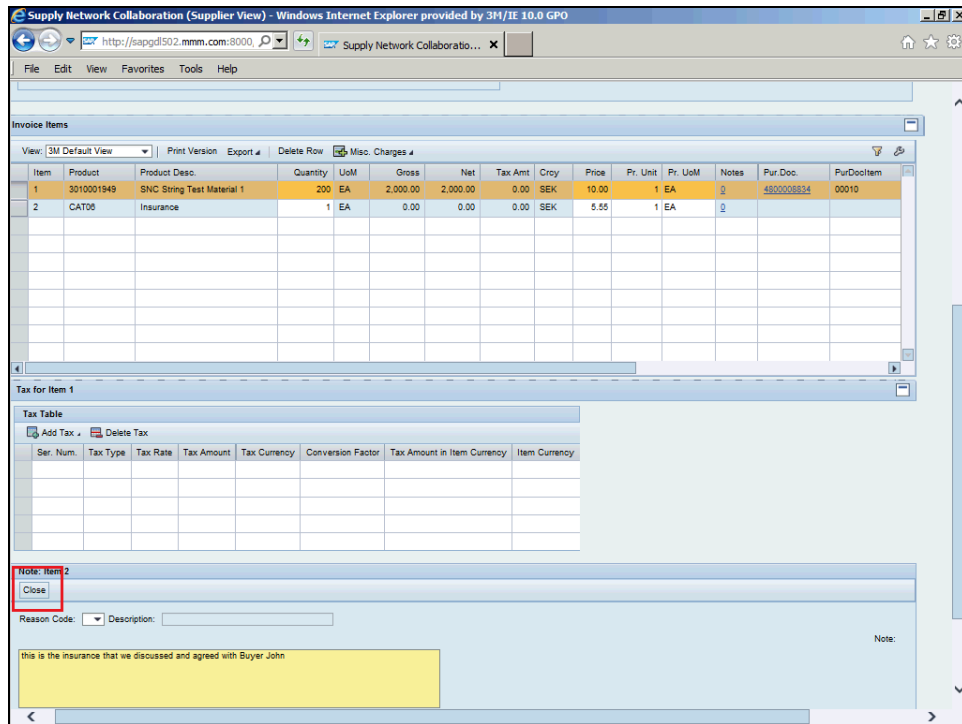 Supply Network Collaboration (Supplier View) - Windows Internet Explorer provided by 3M/IE 10.0 GPO
http://sapgdl502.mmm.com:8000, Supply Network Collaboratio...
File Edit View Favorites Tools Help
Invoice Items
View: 3M Default View Print Version Export Delete Row Misc. Charges
Item Product Product Desc. Quantity UoM Gross Net Tax Amt Crcy Price Pr. Unit Pr. UoM Notes Pur.Doc. PurDocItem
1 3010001949 SNC String Test Material 1 200 EA 2,000.00 2,000.00 0.00 SEK 10.00 1 EA 0 4800008834 00010
2 CAT06 Insurance 1 EA 0.00 0.00 0.00 SEK 5.55 1 EA 0
Tax for Item 1
Tax Table
Add Tax Delete Tax
Ser. Num. Tax Type Tax Rate Tax Amount Tax Currency Conversion Factor Tax Amount in Item Currency Item Currency
Note: Item 2
Close
Reason Code: Description:
Note:
this is the insurance that we discussed and agreed with Buyer John